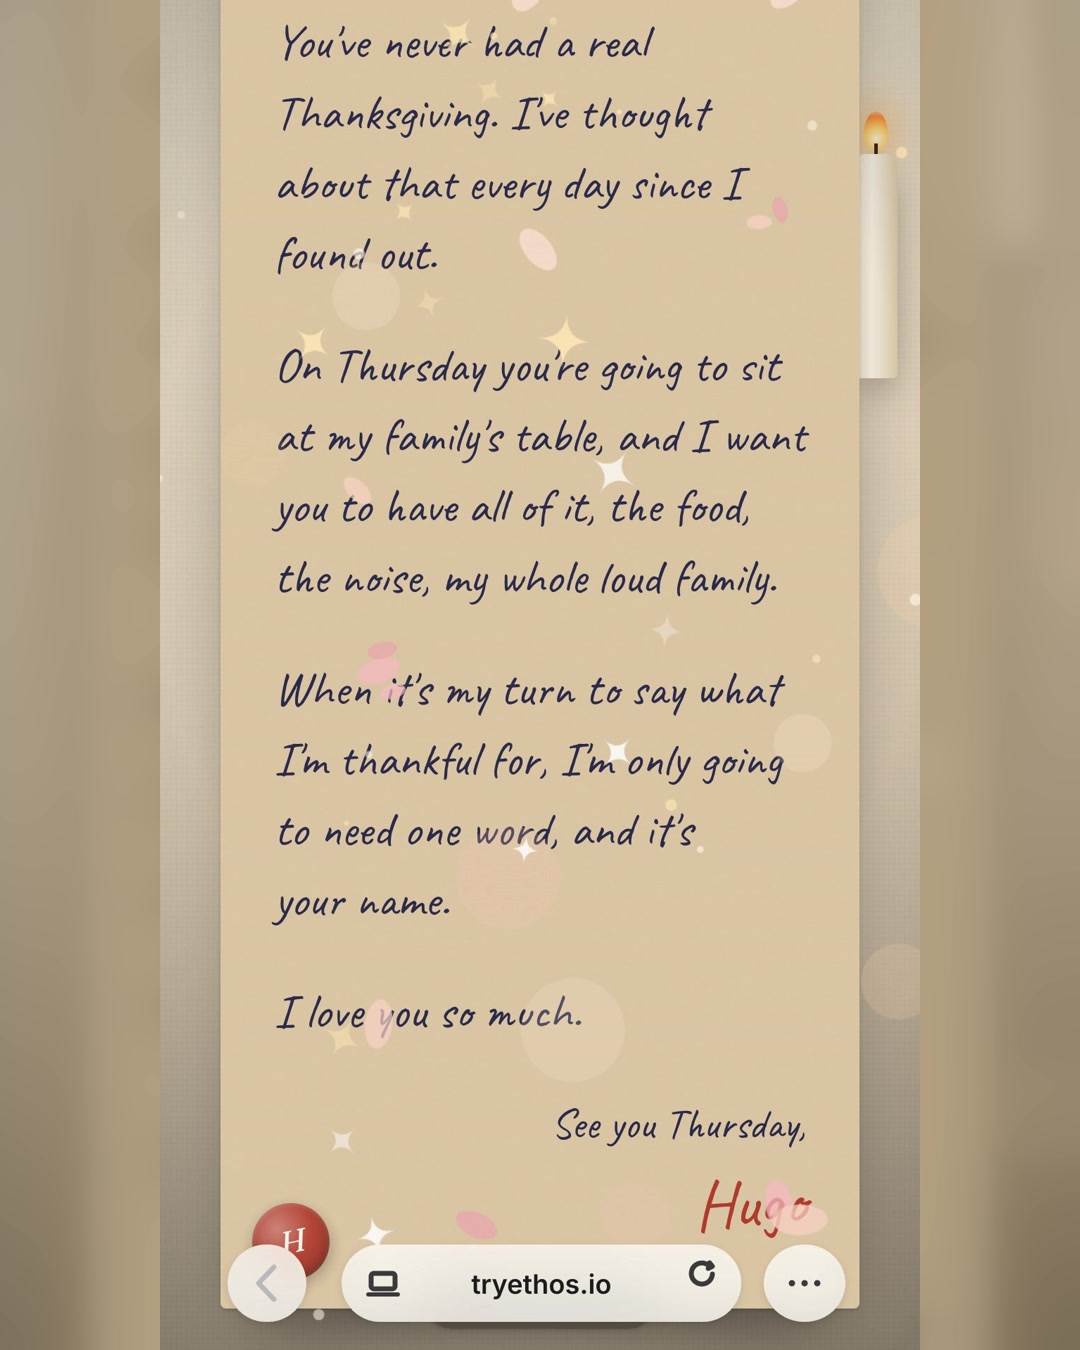 You've never had a real
Thanksgiving. I've thought
about that every day since I
found out.
On Thursday you're going to sit
at my family's table, and I want
you to have all of it, the food,
the noise, my whole loud family.
When it's my turn to say what
I'm thankful for, I'm only going
to need one word, and it's
your name.
I love you so much.
See you Thursday,
Hugo
H
tryethos.io